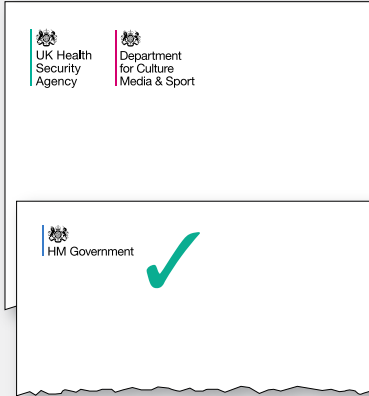 UK Health
Security
Agency
Department
for Culture
Media & Sport
HM Government